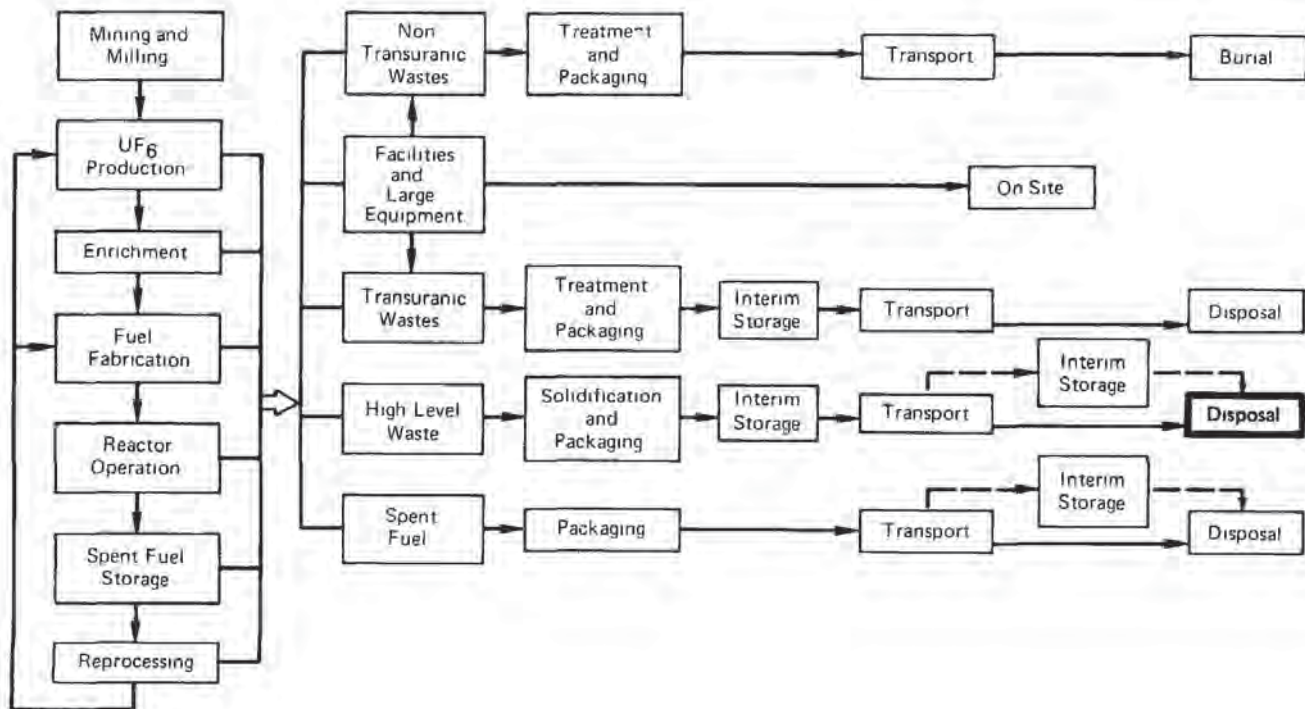 Mining and
Milling
UF6
Production
Enrichment
Fuel
Fabrication
Reactor
Operation
Spent Fuel
Storage
Reprocessing
Non
Transuranic
Wastes
Treatment
and
Packaging
Transport
Burial
Facilities
and
Large
Equipment
On Site
Transuranic
Wastes
Treatment
and
Packaging
Interim
Storage
Transport
Disposal
High Level
Waste
Solidification
and
Packaging
Interim
Storage
Transport
Interim
Storage
Disposal
Spent
Fuel
Packaging
Transport
Interim
Storage
Disposal